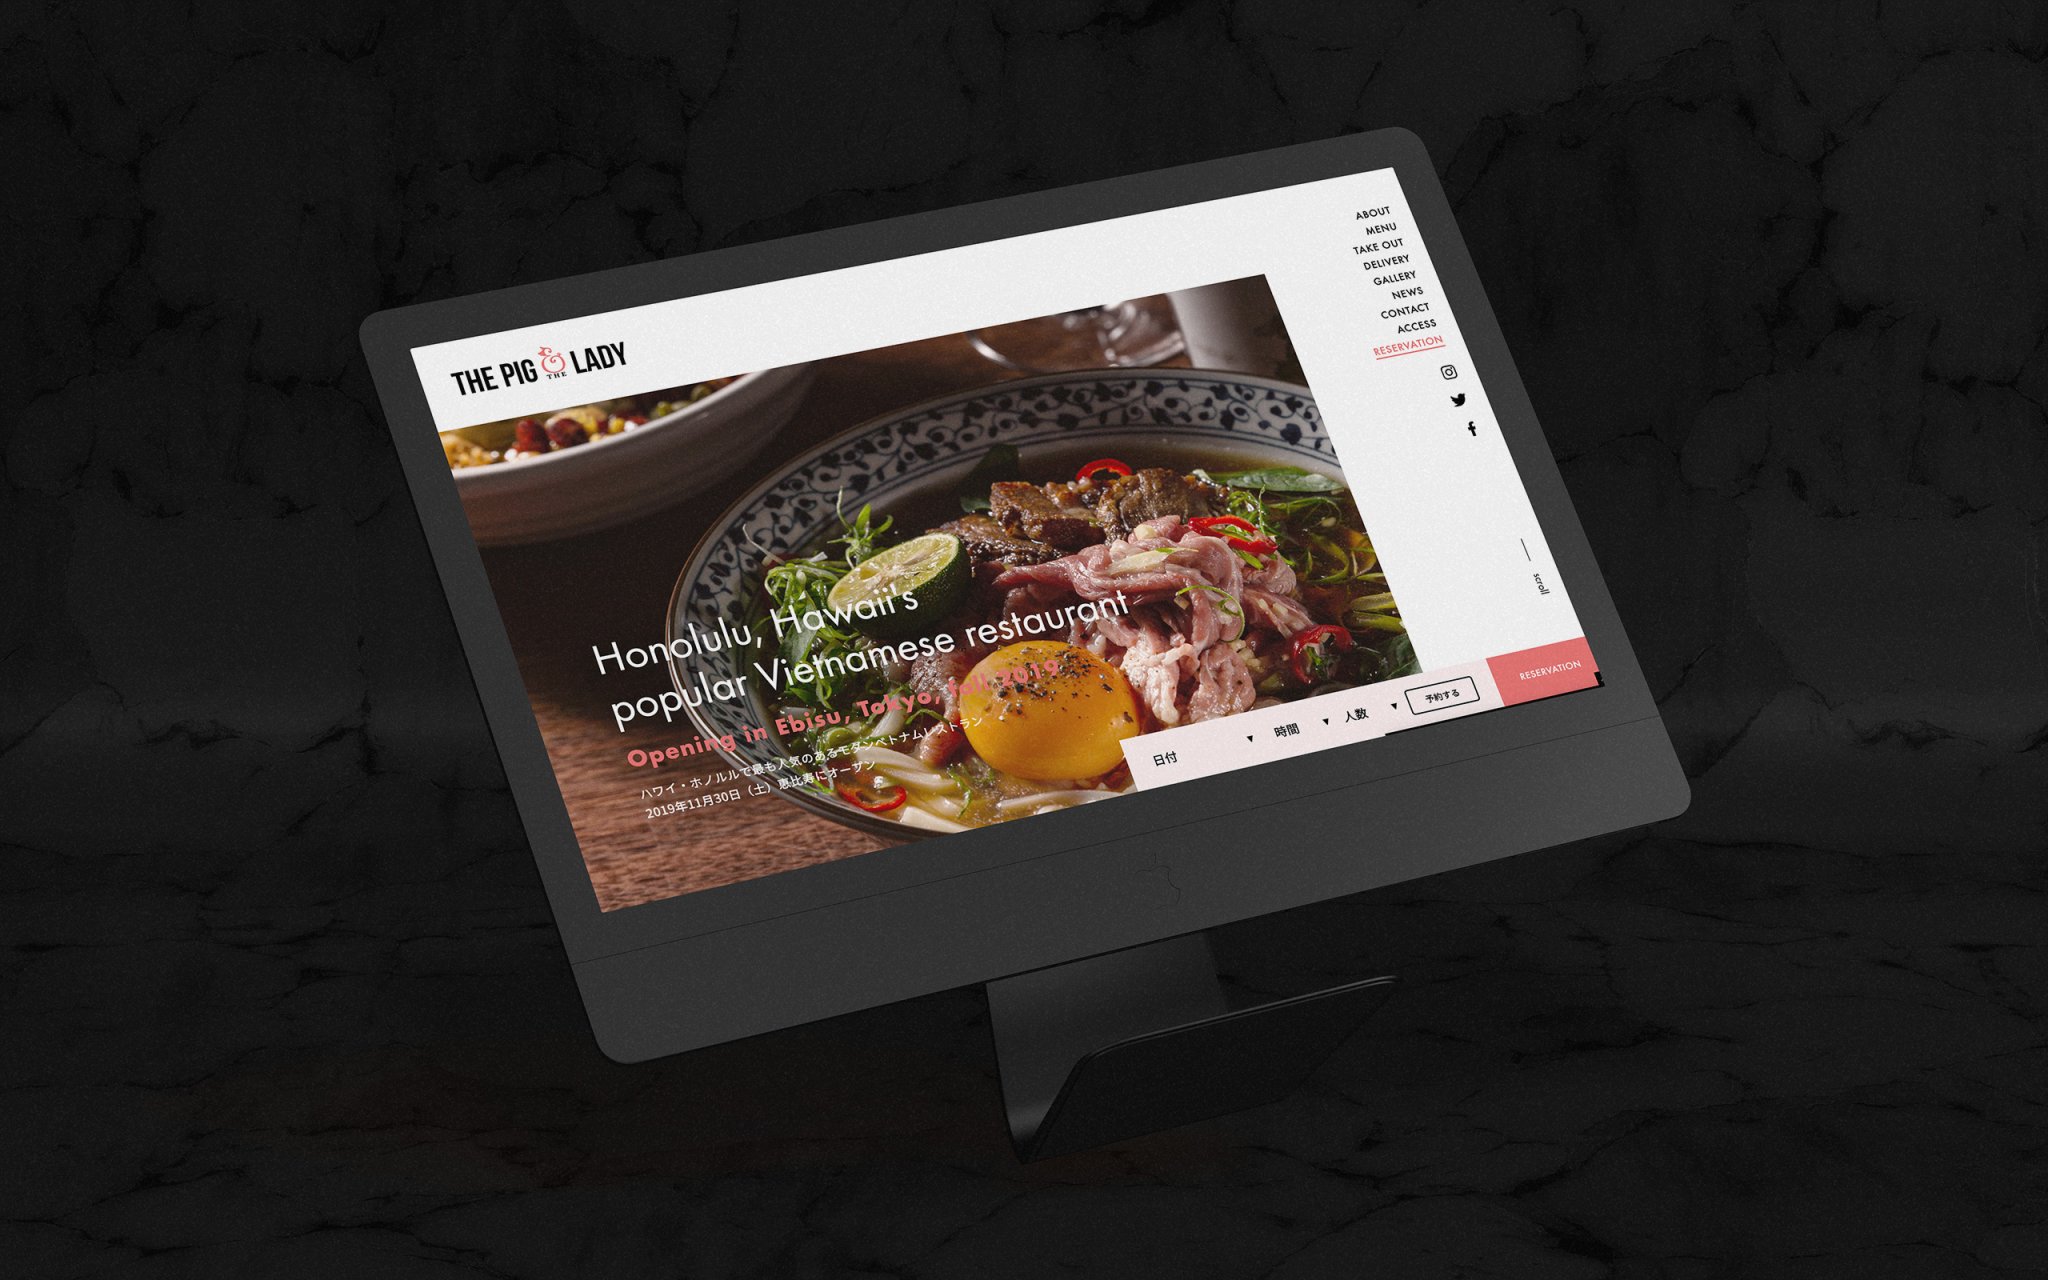 THE PIG & THE LADY
ABOUT
MENU
TAKE OUT
DELIVERY
GALLERY
NEWS
CONTACT
ACCESS
RESERVATION
scroll
Honolulu, Hawaii's
popular Vietnamese restaurant
Opening in Ebisu, Tokyo, fall 2019
ハワイ・ホノルルで最も人気のあるモダンベトナムレストラン
2019年11月30日（土）恵比寿にオープン
日付 ▼ 時間 ▼ 人数 ▼ 予約する
RESERVATION